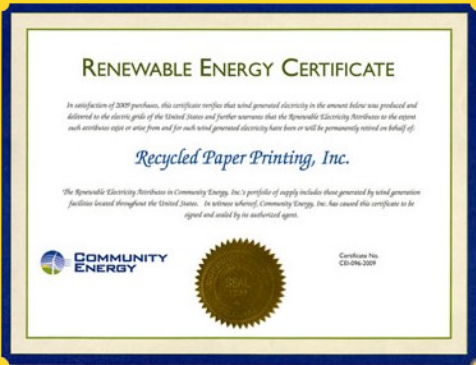 RENEWABLE ENERGY CERTIFICATE
In satisfaction of 2009 purchases, this certificate verifies that wind generated electricity in the amount below was produced and
delivered to the electric grids of the United States and further warrants that the Renewable Electricity Attributes to the extent
such attributes exist or arise from and for such wind generated electricity have been or will be permanently retired on behalf of:
Recycled Paper Printing, Inc.
The Renewable Electricity Attributes in Community Energy, Inc.'s portfolio of supply includes those generated by wind generation
facilities located throughout the United States. In witness whereof, Community Energy, Inc. has caused this certificate to be
signed and sealed by its authorized agent.
COMMUNITY
ENERGY
SEAL
Certificate No.
CEI-096-2009